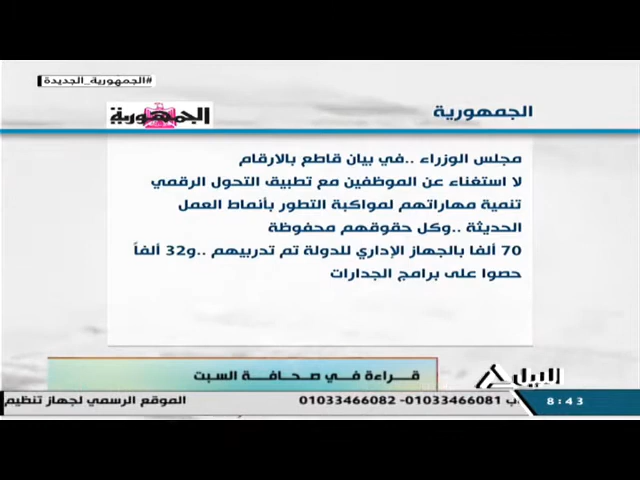 #الجمهورية_الجديدة
الجمهورية
الجمهورية
مجلس الوزراء ..في بيان قاطع بالارقام
لا استغناء عن الموظفين مع تطبيق التحول الرقمي
تنمية مهاراتهم لمواكبة التطور بأنماط العمل
الحديثة ..وكل حقوقهم محفوظة
70 ألفا بالجهاز الإداري للدولة تم تدربيهم ..و32 ألفاً
حصوا على برامج الجدارات
قراءة في صحافة السبت
8:43
01033466081 -01033466082 الموقع الرسمي لجهاز تنظيم